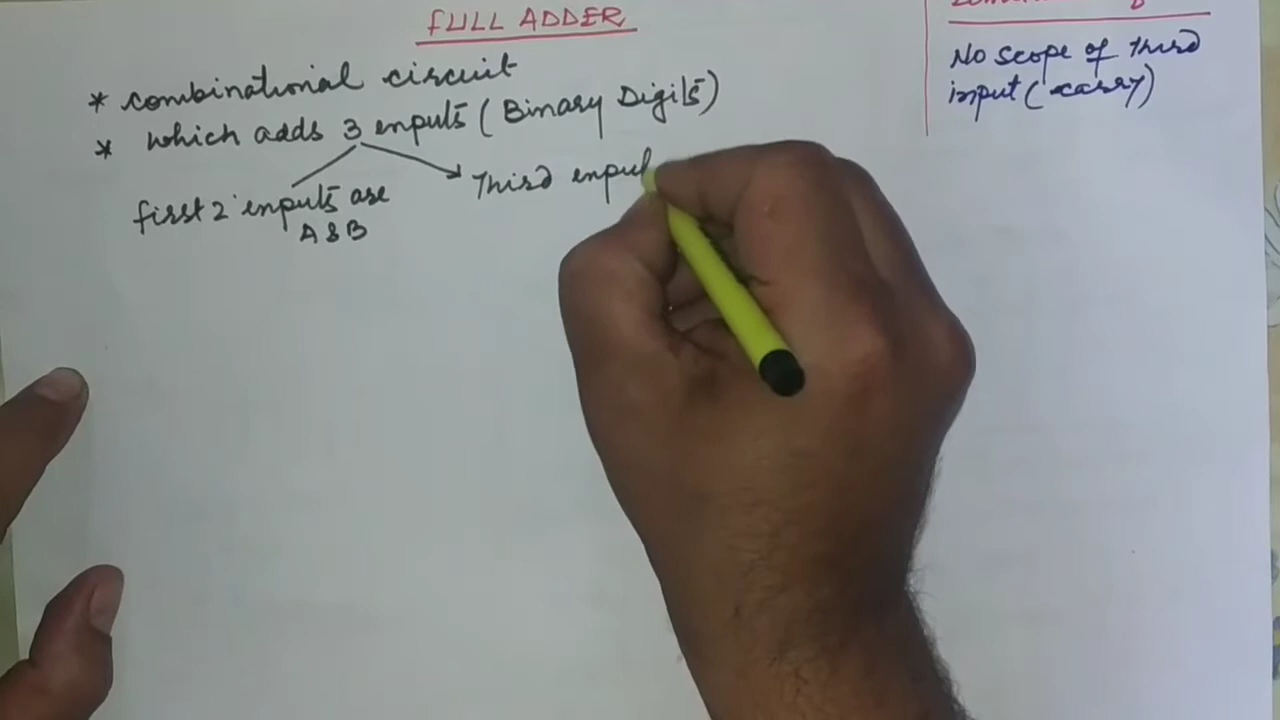 FULL ADDER
* combinational circuit
* which adds 3 inputs (Binary Digits)
first 2 inputs are
A & B
Third input
No scope of third
input (carry)